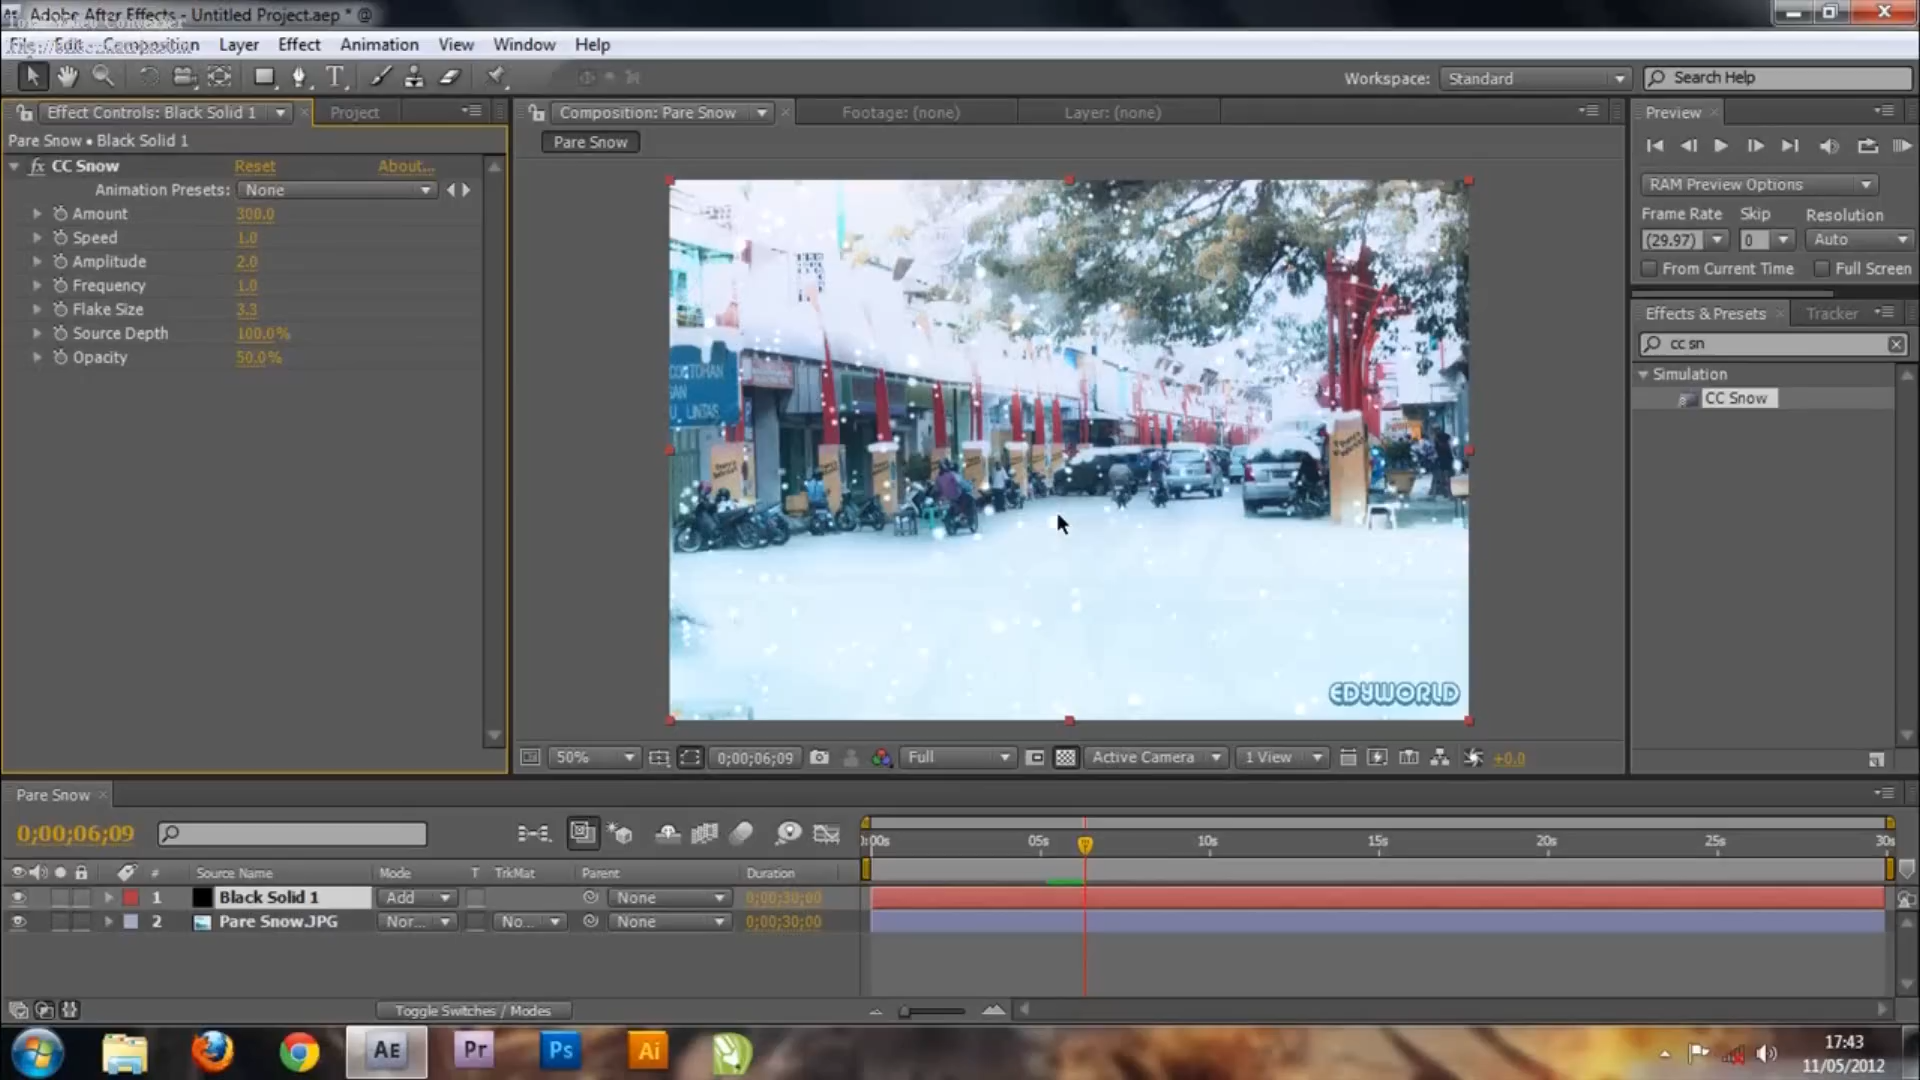 Adobe After Effects - Untitled Project.aep * @
File Edit Composition Layer Effect Animation View Window Help
Workspace: Standard Search Help
Effect Controls: Black Solid 1 Project
Composition: Pare Snow Footage: (none) Layer: (none)
Preview
Pare Snow • Black Solid 1
Pare Snow
fx CC Snow Reset About...
Animation Presets: None
Amount 300.0
Speed 1.0
Amplitude 2.0
Frequency 1.0
Flake Size 3.3
Source Depth 100.0%
Opacity 50.0%
RAM Preview Options
Frame Rate Skip Resolution
(29.97) 0 Auto
From Current Time Full Screen
Effects & Presets Tracker
cc sn
Simulation
CC Snow
U. LINTAS
EDYWORLD
50% 0;00;06;09 Full Active Camera 1 View +0.0
Pare Snow
0;00;06;09
:00s 05s 10s 15s 20s 25s 30s
# Source Name Mode T TrkMat Parent Duration
1 Black Solid 1 Add None 0;00;30;00
2 Pare Snow.JPG Nor... No... None 0;00;30;00
Toggle Switches / Modes
AE Pr Ps Ai
17:43
11/05/2012